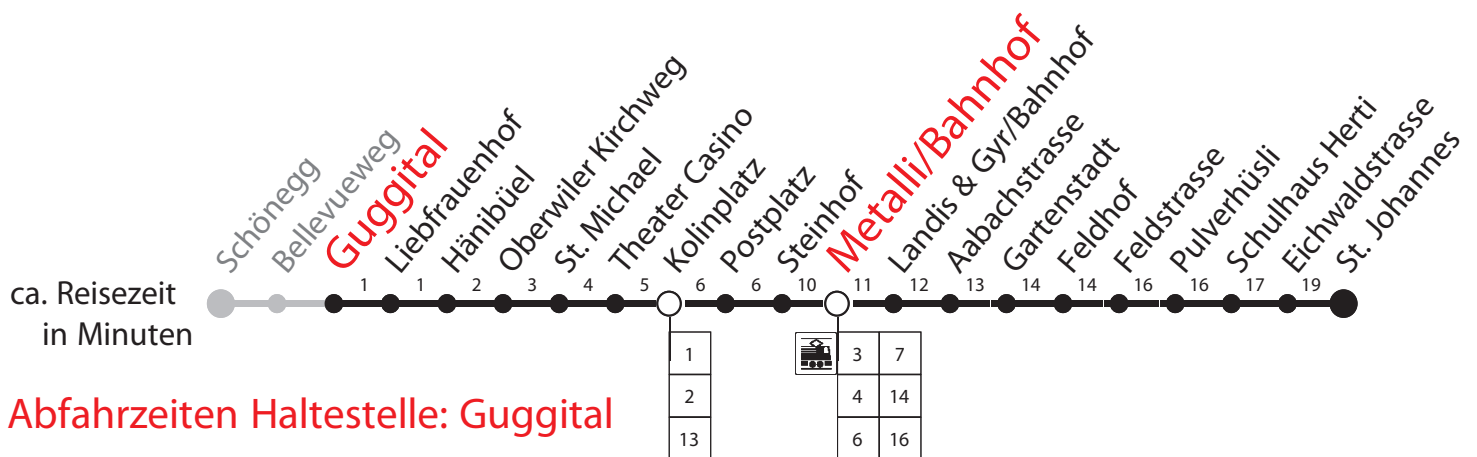 Schönegg
Bellevueweg
Guggital
Liebfrauenhof
Hänibüel
Oberwiler Kirchweg
St. Michael
Theater Casino
Kolinplatz
Postplatz
Steinhof
Metalli/Bahnhof
Landis & Gyr/Bahnhof
Aabachstrasse
Gartenstadt
Feldhof
Feldstrasse
Pulverhüsli
Schulhaus Herti
Eichwaldstrasse
St. Johannes
ca. Reisezeit
in Minuten
1 1 2 3 4 5 6 6 10 11 12 13 14 14 16 16 17 19
1 3 7
2 4 14
13 6 16
Abfahrzeiten Haltestelle: Guggital